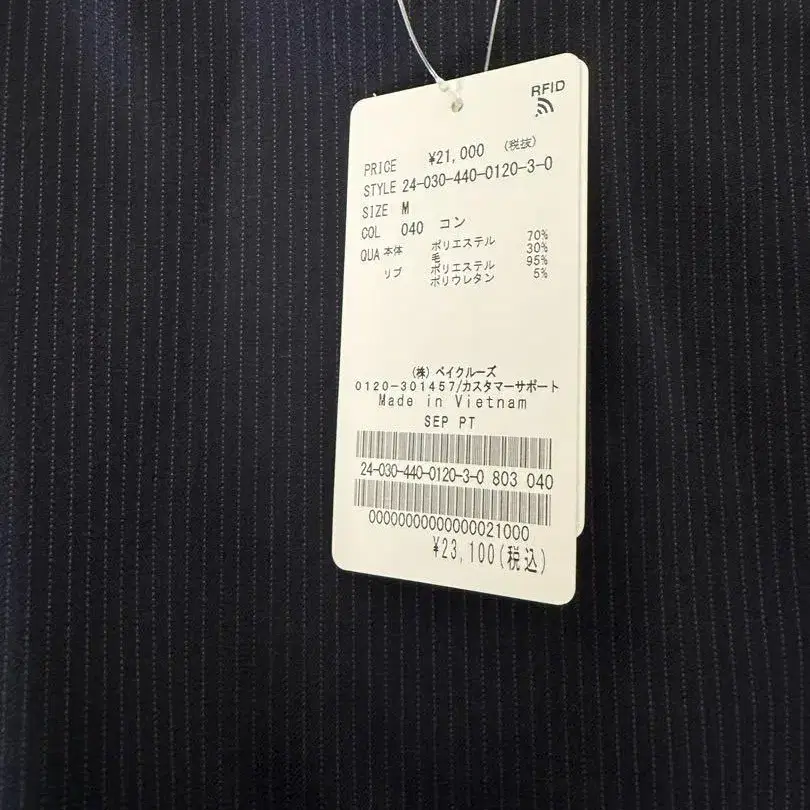 RFID
PRICE ¥21,000 (税抜)
STYLE 24-030-440-0120-3-0
SIZE M
COL 040 コン
QUA 本体 ポリエステル 70%
毛 30%
リブ ポリエステル 95%
ポリウレタン 5%
(株) ベイクルーズ
0120-301457/カスタマーサポート
Made in Vietnam
SEP PT
24-030-440-0120-3-0 803 040
0000000000000021000
¥23,100(税込)